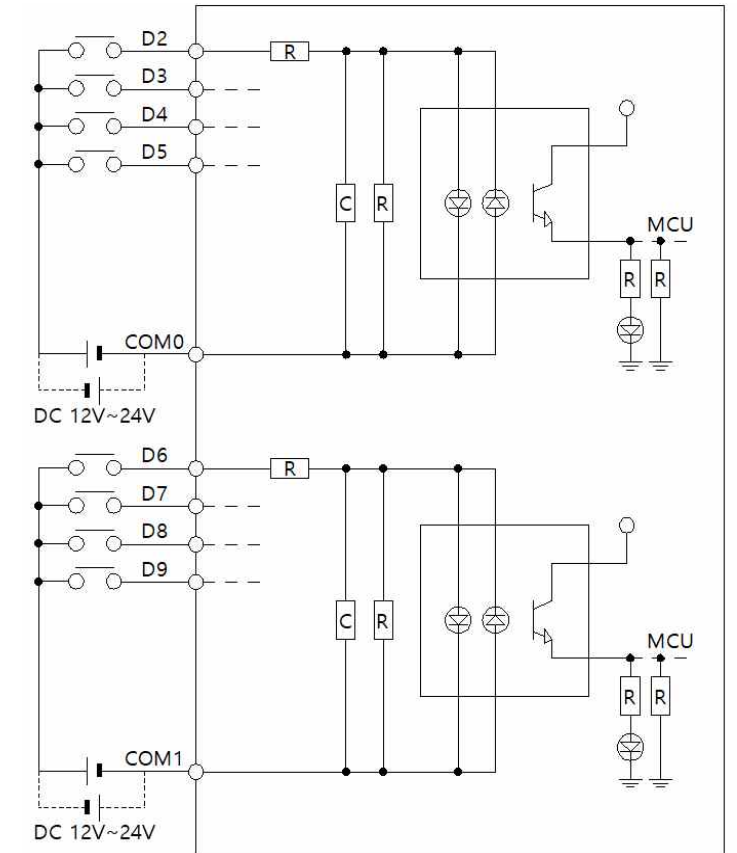 D2
R
D3
D4
D5
C R
MCU
R R
COM0
DC 12V~24V
D6
R
D7
D8
D9
C R
MCU
R R
COM1
DC 12V~24V